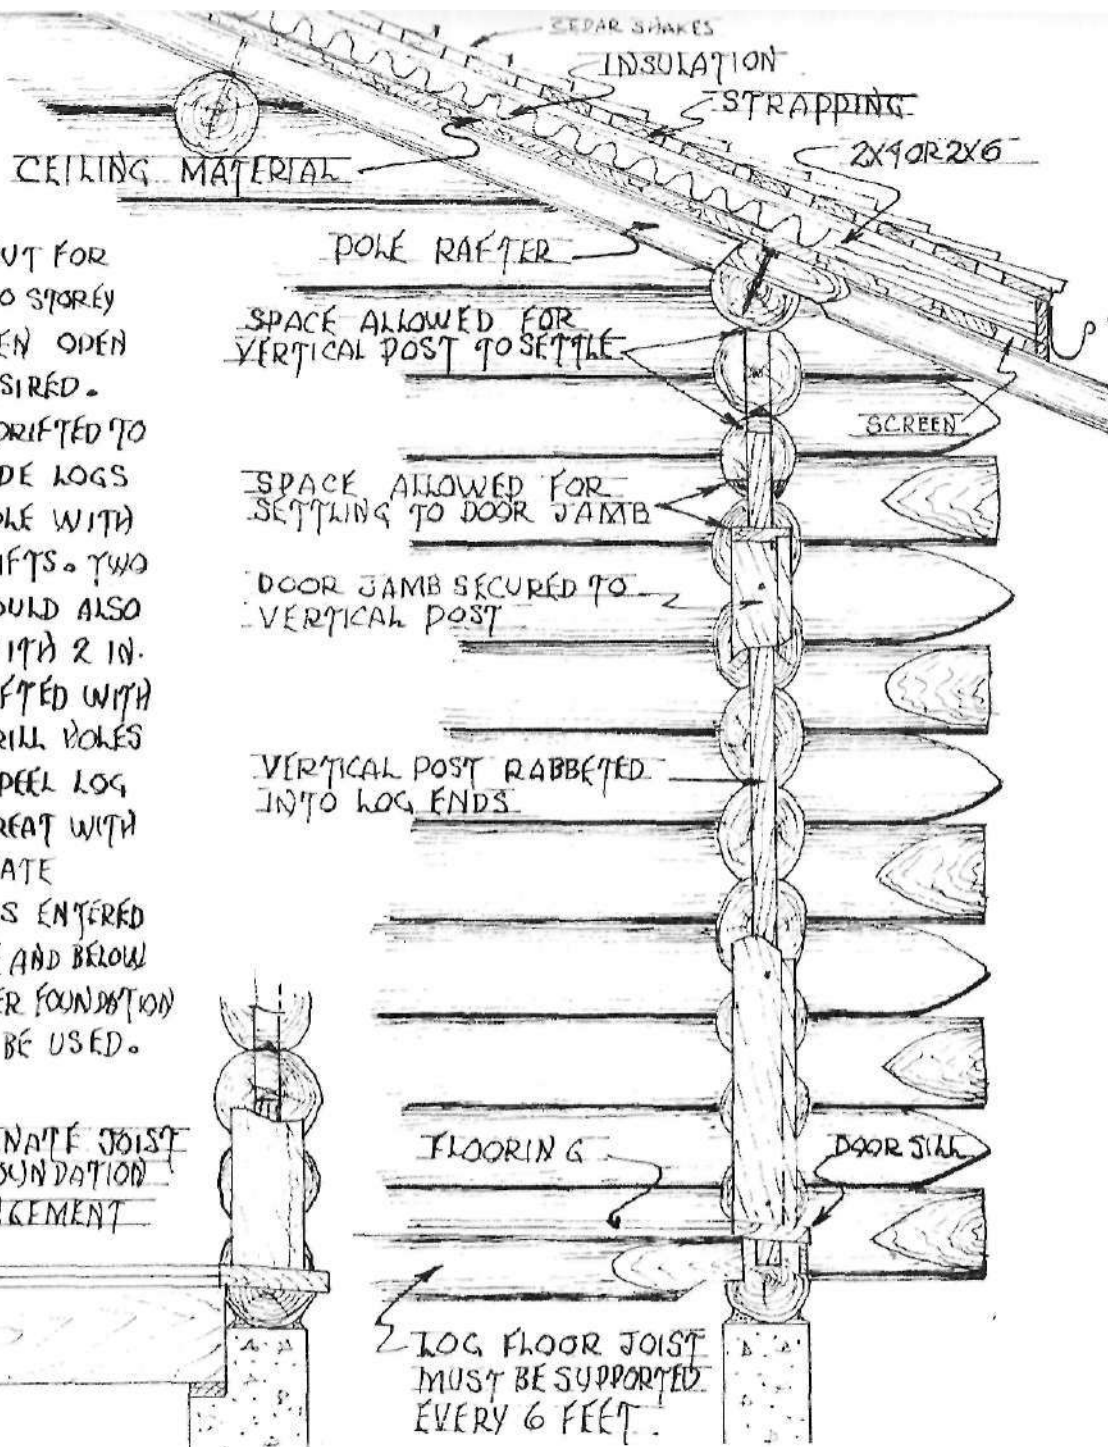 CEDAR SHAKES
INSULATION
STRAPPING
2X4 OR 2X6
CEILING MATERIAL
POLE RAFTER
SPACE ALLOWED FOR
VERTICAL POST TO SETTLE
SCREEN
SPACE ALLOWED FOR
SETTLING TO DOOR JAMB
DOOR JAMB SECURED TO
VERTICAL POST
VERTICAL POST RABBETED
INTO LOG ENDS
FLOORING
DOOR SILL
LOG FLOOR JOIST
MUST BE SUPPORTED
EVERY 6 FEET
UT FOR
O STOREY
EN OPEN
SIRED.
DRIFTED TO
DE LOGS
OLE WITH
IFTS. TWO
OULD ALSO
ITH 2 IN.
FTED WITH
RILL HOLES
PEEL LOG
REAT WITH
ATE
S ENTERED
E AND BELOW
ER FOUNDATION
BE USED.
NATE JOIST
OUNDATION
GEMENT